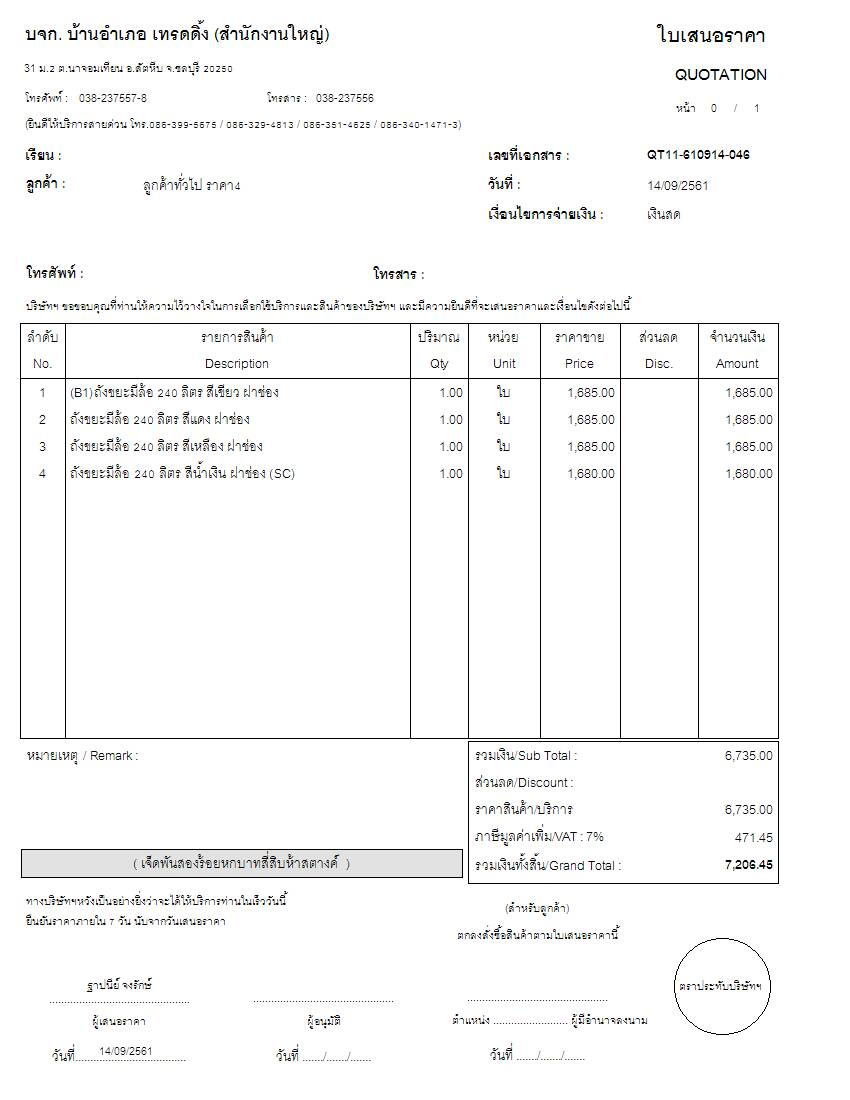 บจก. บ้านอำเภอ เทรดดิ้ง (สำนักงานใหญ่)
ใบเสนอราคา
31 ม.2 ต.นาจอมเทียน อ.สัตหีบ จ.ชลบุรี 20250
QUOTATION
โทรศัพท์ : 038-237557-8 โทรสาร : 038-237556
หน้า 0 / 1
(ยินดีให้บริการสายด่วน โทร.086-399-5675 / 086-329-4813 / 086-351-4625 / 086-340-1471-3)
เรียน :
เลขที่เอกสาร : QT11-610914-046
ลูกค้า : ลูกค้าทั่วไป ราคา4
วันที่ : 14/09/2561
เงื่อนไขการจ่ายเงิน : เงินสด
โทรศัพท์ : โทรสาร :
บริษัทฯ ขอขอบคุณที่ท่านให้ความไว้วางใจในการเลือกใช้บริการและสินค้าของบริษัทฯ และมีความยินดีที่จะเสนอราคาและเงื่อนไขดังต่อไปนี้
ลำดับ รายการสินค้า ปริมาณ หน่วย ราคาขาย ส่วนลด จำนวนเงิน
No. Description Qty Unit Price Disc. Amount
1 (B1)ถังขยะมีล้อ 240 ลิตร สีเขียว ฝาช่อง 1.00 ใบ 1,685.00 1,685.00
2 ถังขยะมีล้อ 240 ลิตร สีแดง ฝาช่อง 1.00 ใบ 1,685.00 1,685.00
3 ถังขยะมีล้อ 240 ลิตร สีเหลือง ฝาช่อง 1.00 ใบ 1,685.00 1,685.00
4 ถังขยะมีล้อ 240 ลิตร สีน้ำเงิน ฝาช่อง (SC) 1.00 ใบ 1,680.00 1,680.00
หมายเหตุ / Remark :
รวมเงิน/Sub Total : 6,735.00
ส่วนลด/Discount :
ราคาสินค้า/บริการ 6,735.00
ภาษีมูลค่าเพิ่ม/VAT : 7% 471.45
( เจ็ดพันสองร้อยหกบาทสี่สิบห้าสตางค์ )
รวมเงินทั้งสิ้น/Grand Total : 7,206.45
ทางบริษัทฯหวังเป็นอย่างยิ่งว่าจะได้ให้บริการท่านในเร็ววันนี้
(สำหรับลูกค้า)
ยืนยันราคาภายใน 7 วัน นับจากวันเสนอราคา
ตกลงสั่งซื้อสินค้าตามใบเสนอราคานี้
ฐาปนีย์ จงรักษ์
ตราประทับบริษัทฯ
ผู้เสนอราคา ผู้อนุมัติ ตำแหน่ง ......................... ผู้มีอำนาจลงนาม
วันที่ 14/09/2561 วันที่ ......./......./....... วันที่ ......./......./.......